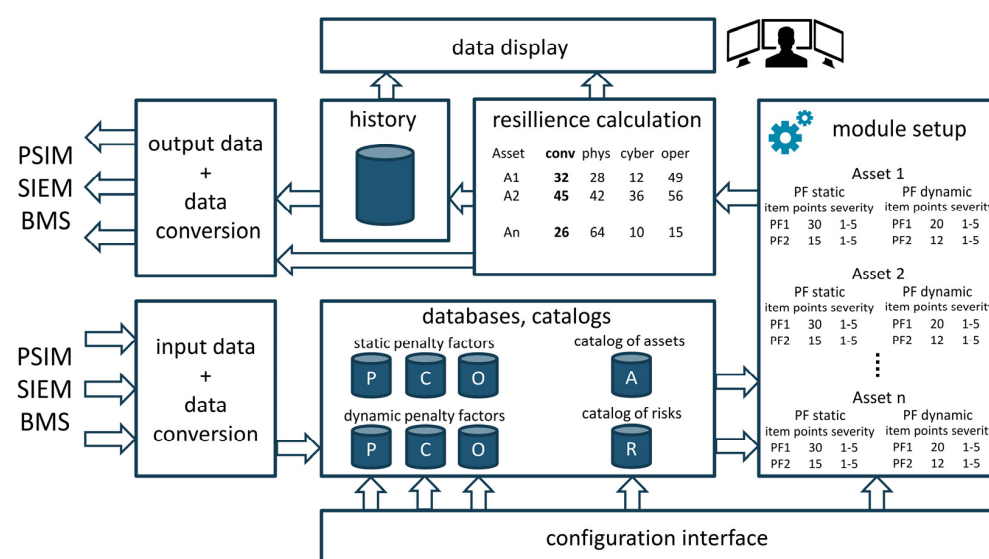 data display
history
resillience calculation
Asset conv phys cyber oper
A1 32 28 12 49
A2 45 42 36 56
An 26 64 10 15
output data
+
data
conversion
PSIM
SIEM
BMS
module setup
Asset 1
PF static PF dynamic
item points severity item points severity
PF1 30 1-5 PF1 20 1-5
PF2 15 1-5 PF2 12 1-5
Asset 2
PF static PF dynamic
item points severity item points severity
PF1 30 1-5 PF1 20 1-5
PF2 15 1-5 PF2 12 1-5
Asset n
PF static PF dynamic
item points severity item points severity
PF1 30 1-5 PF1 20 1-5
PF2 15 1-5 PF2 12 1-5
PSIM
SIEM
BMS
input data
+
data
conversion
databases, catalogs
static penalty factors catalog of assets
P C O A
dynamic penalty factors catalog of risks
P C O R
configuration interface